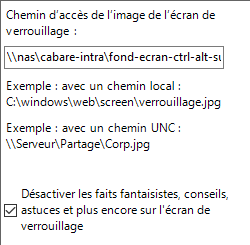 Chemin d'accès de l'image de l'écran de
verrouillage :
\\nas\cabare-intra\fond-ecran-ctrl-alt-su
Exemple : avec un chemin local :
C:\windows\web\screen\verrouillage.jpg
Exemple : avec un chemin UNC :
\\Serveur\Partage\Corp.jpg
Désactiver les faits fantaisistes, conseils,
astuces et plus encore sur l'écran de
verrouillage